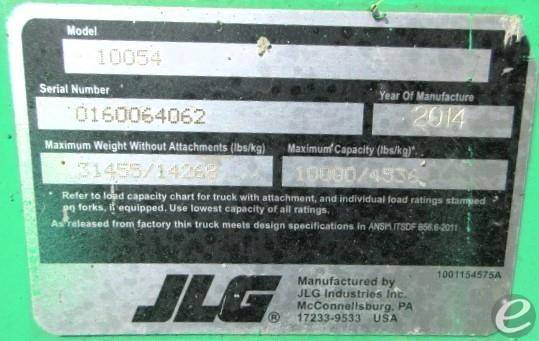 Model
10054
Serial Number
0160064062
Year Of Manufacture
2014
Maximum Weight Without Attachments (lbs/kg)
31455/14268
Maximum Capacity (lbs/kg)*
10000/4536
Refer to load capacity chart for truck with attachment, and individual load ratings stamped
on forks, if equipped. Use lowest capacity of all ratings.
As released from factory this truck meets design specifications in ANSI/ITSDF B56.6-2011
JLG®
Manufactured by
JLG Industries Inc.
McConnellsburg, PA
17233-9533 USA
1001154575A
e